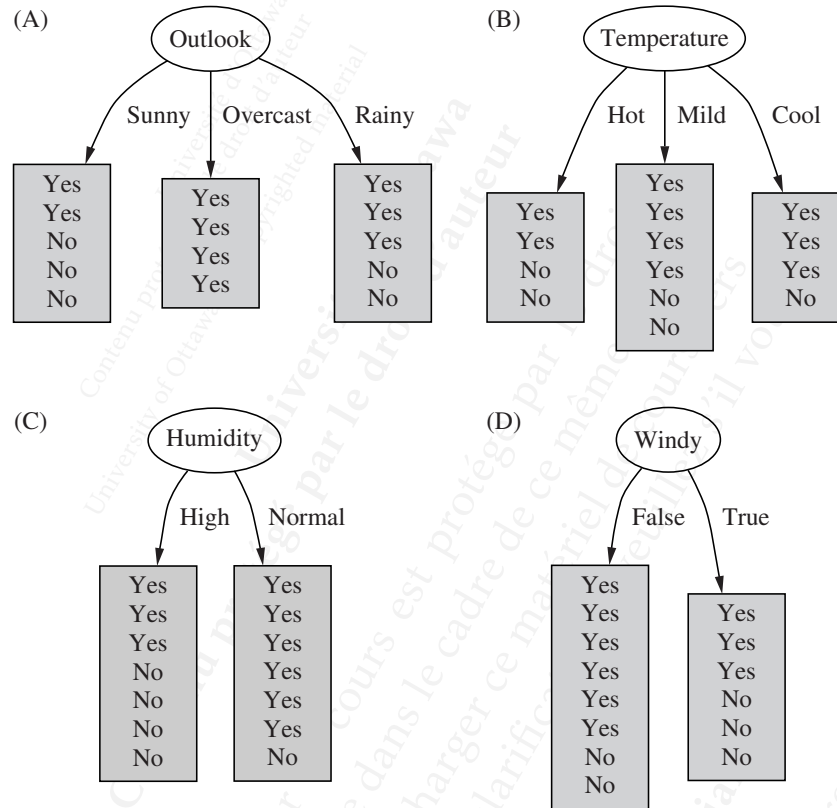 (A)
Outlook
Sunny
Overcast
Rainy
Yes
Yes
No
No
No
Yes
Yes
Yes
Yes
Yes
Yes
Yes
No
No
(B)
Temperature
Hot
Mild
Cool
Yes
Yes
No
No
Yes
Yes
Yes
Yes
No
No
Yes
Yes
Yes
No
(C)
Humidity
High
Normal
Yes
Yes
Yes
No
No
No
No
Yes
Yes
Yes
Yes
Yes
Yes
No
(D)
Windy
False
True
Yes
Yes
Yes
Yes
Yes
Yes
No
No
Yes
Yes
Yes
No
No
No